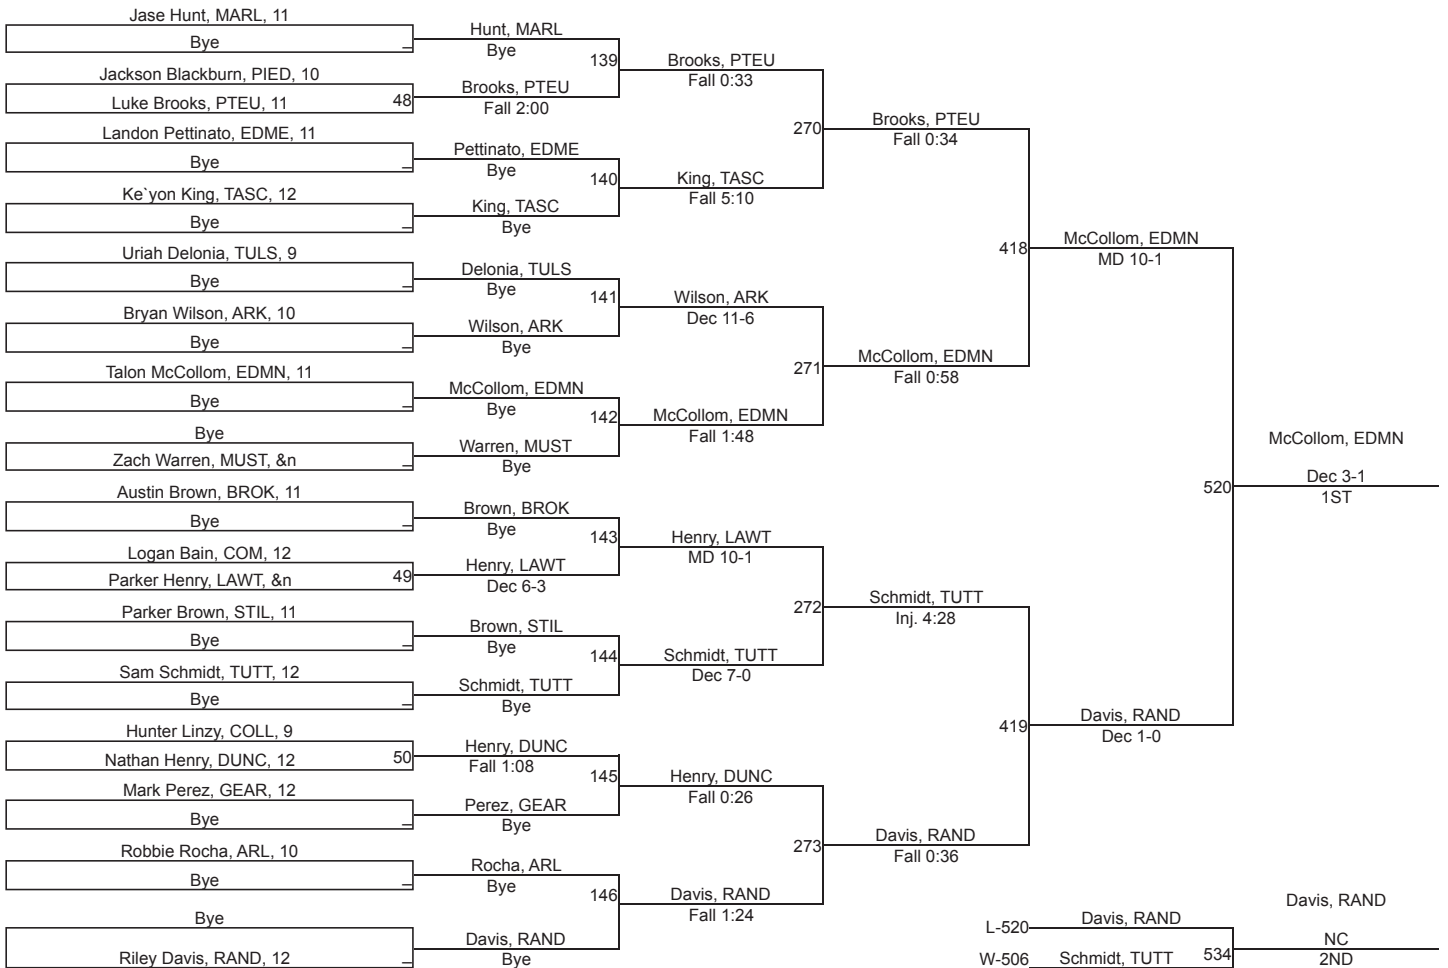 Jase Hunt, MARL, 11
Bye
Jackson Blackburn, PIED, 10
Luke Brooks, PTEU, 11
48
Landon Pettinato, EDME, 11
Bye
Ke`yon King, TASC, 12
Bye
Uriah Delonia, TULS, 9
Bye
Bryan Wilson, ARK, 10
Bye
Talon McCollom, EDMN, 11
Bye
Bye
Zach Warren, MUST, &n
Austin Brown, BROK, 11
Bye
Logan Bain, COM, 12
Parker Henry, LAWT, &n
49
Parker Brown, STIL, 11
Bye
Sam Schmidt, TUTT, 12
Bye
Hunter Linzy, COLL, 9
Nathan Henry, DUNC, 12
50
Mark Perez, GEAR, 12
Bye
Robbie Rocha, ARL, 10
Bye
Bye
Riley Davis, RAND, 12
Hunt, MARL
Bye
139
Brooks, PTEU
Fall 2:00
Pettinato, EDME
Bye
140
King, TASC
Bye
Delonia, TULS
Bye
141
Wilson, ARK
Bye
McCollom, EDMN
Bye
142
Warren, MUST
Bye
Brown, BROK
Bye
143
Henry, LAWT
Dec 6-3
Brown, STIL
Bye
144
Schmidt, TUTT
Bye
Henry, DUNC
Fall 1:08
145
Perez, GEAR
Bye
Rocha, ARL
Bye
146
Davis, RAND
Bye
Brooks, PTEU
Fall 0:33
270
King, TASC
Fall 5:10
Wilson, ARK
Dec 11-6
271
McCollom, EDMN
Fall 1:48
Henry, LAWT
MD 10-1
272
Schmidt, TUTT
Dec 7-0
Henry, DUNC
Fall 0:26
273
Davis, RAND
Fall 1:24
Brooks, PTEU
Fall 0:34
418
McCollom, EDMN
Fall 0:58
Schmidt, TUTT
Inj. 4:28
419
Davis, RAND
Fall 0:36
McCollom, EDMN
MD 10-1
520
Davis, RAND
Dec 1-0
McCollom, EDMN
Dec 3-1
1ST
L-520
Davis, RAND
W-506
Schmidt, TUTT
534
Davis, RAND
NC
2ND